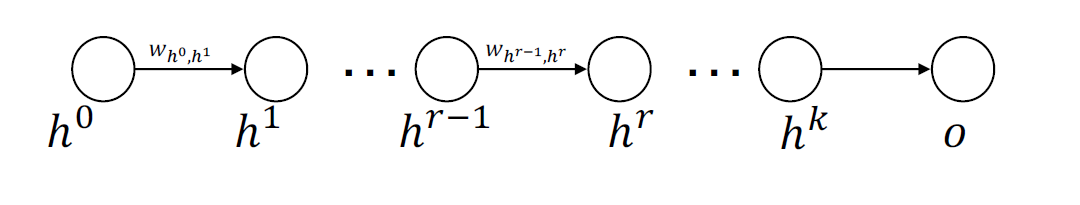 w_{h^0,h^1} ... w_{h^{r-1},h^r} ...
h^0 h^1 h^{r-1} h^r h^k o